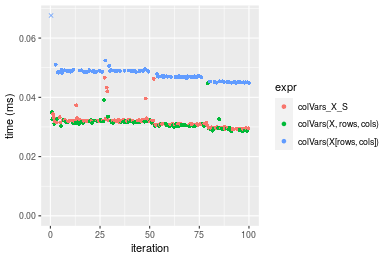 time (ms)
0.06
0.04
0.02
0.00
0
25
50
75
100
iteration
expr
colVars_X_S
colVars(X, rows, cols)
colVars(X[rows, cols])